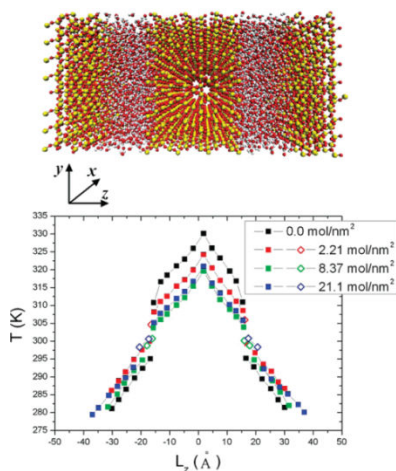 y
x
z
335
330
325
320
315
310
305
300
295
290
285
280
275
T (K)
0.0 mol/nm²
2.21 mol/nm²
8.37 mol/nm²
21.1 mol/nm²
-50 -40 -30 -20 -10 0 10 20 30 40 50
L_z (Å)